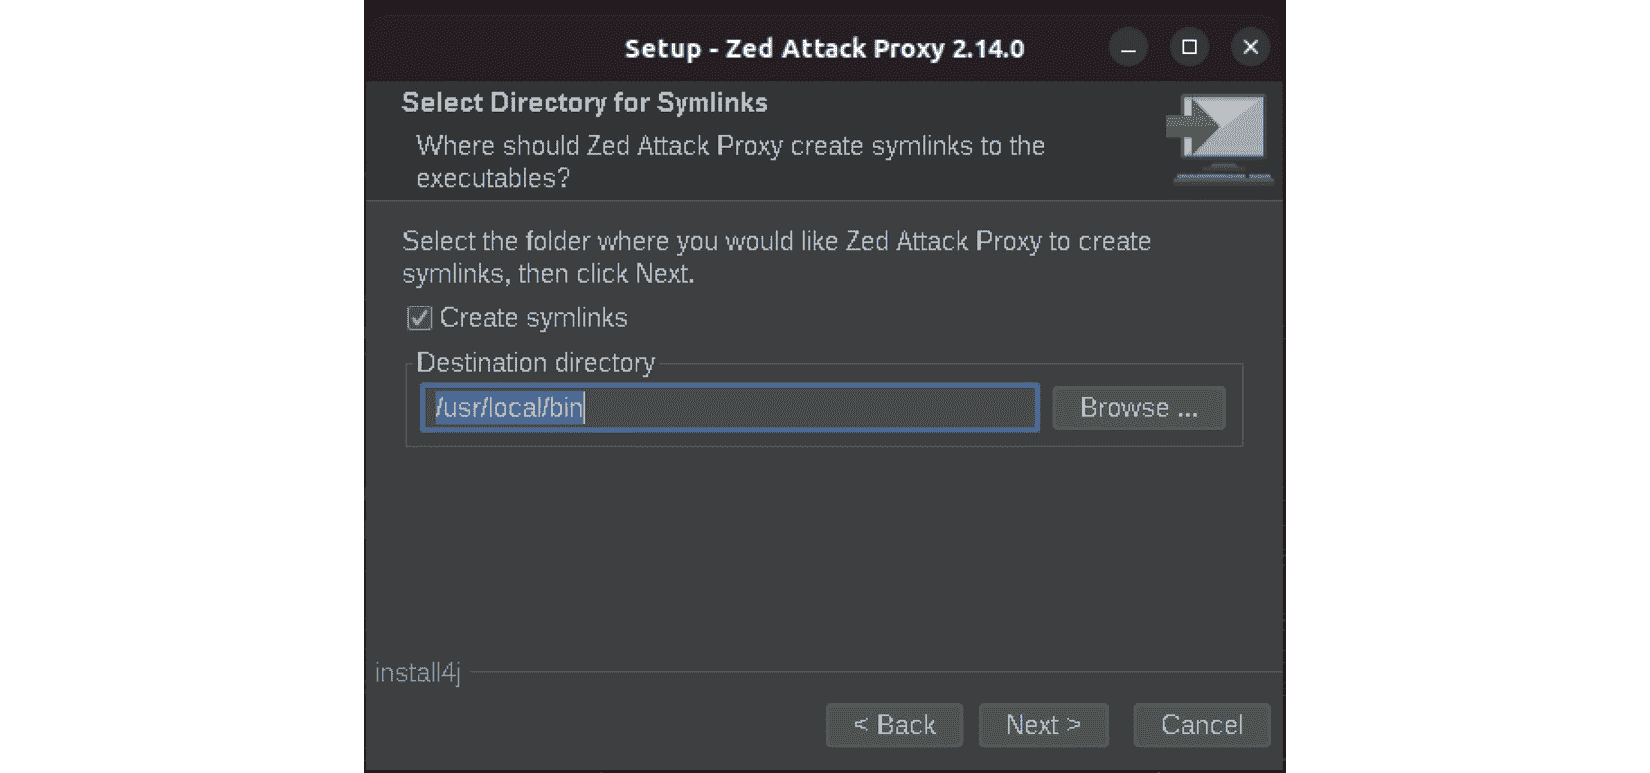 Setup - Zed Attack Proxy 2.14.0
Select Directory for Symlinks
Where should Zed Attack Proxy create symlinks to the
executables?
Select the folder where you would like Zed Attack Proxy to create
symlinks, then click Next.
Create symlinks
Destination directory
/usr/local/bin
Browse ...
install4j
< Back
Next >
Cancel